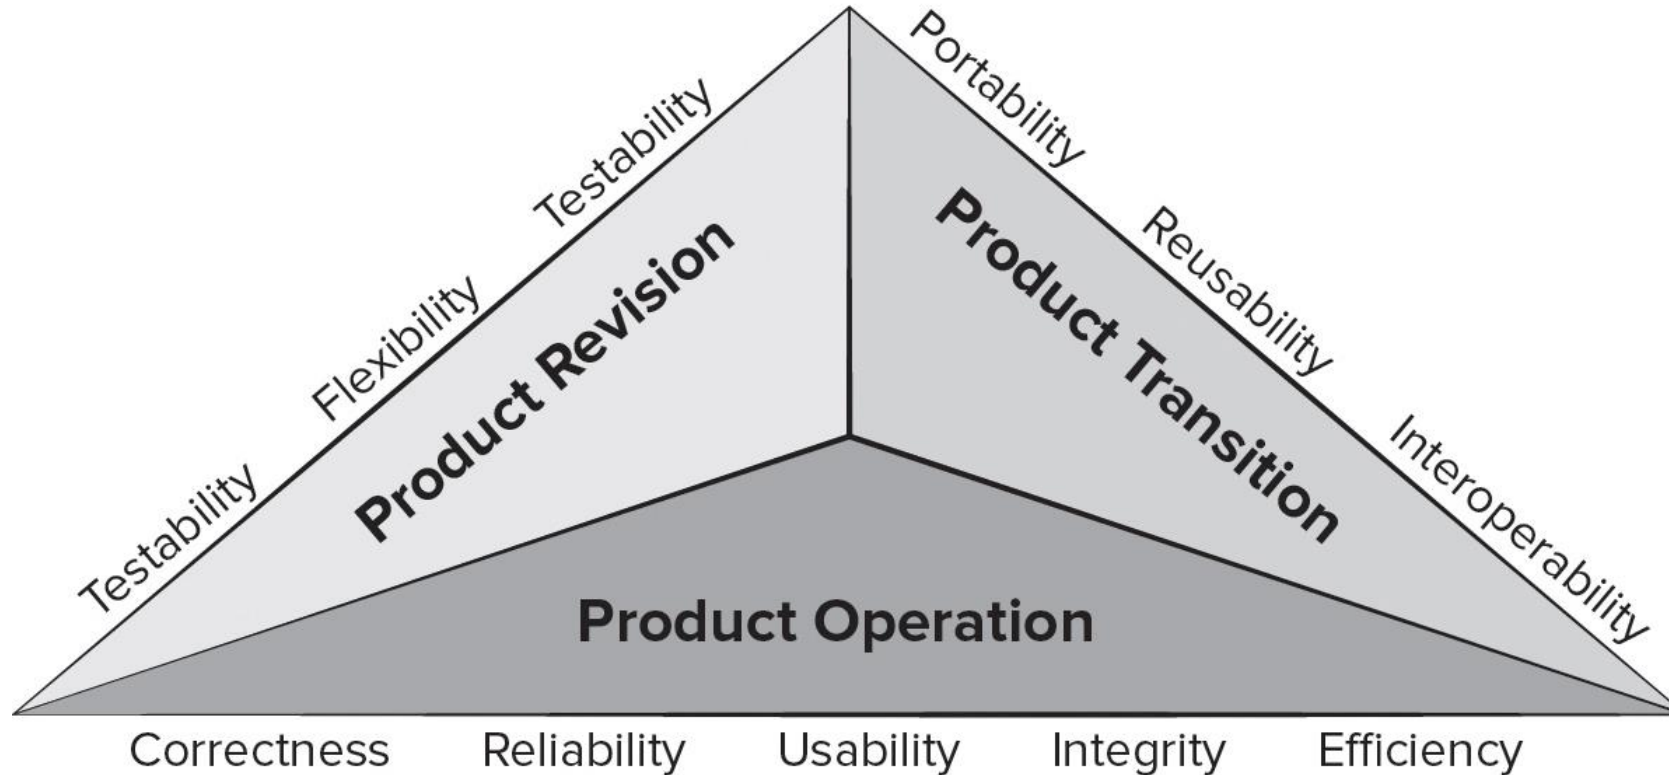 Testability
Flexibility
Testability
Product Revision
Portability
Reusability
Interoperability
Product Transition
Product Operation
Correctness Reliability Usability Integrity Efficiency